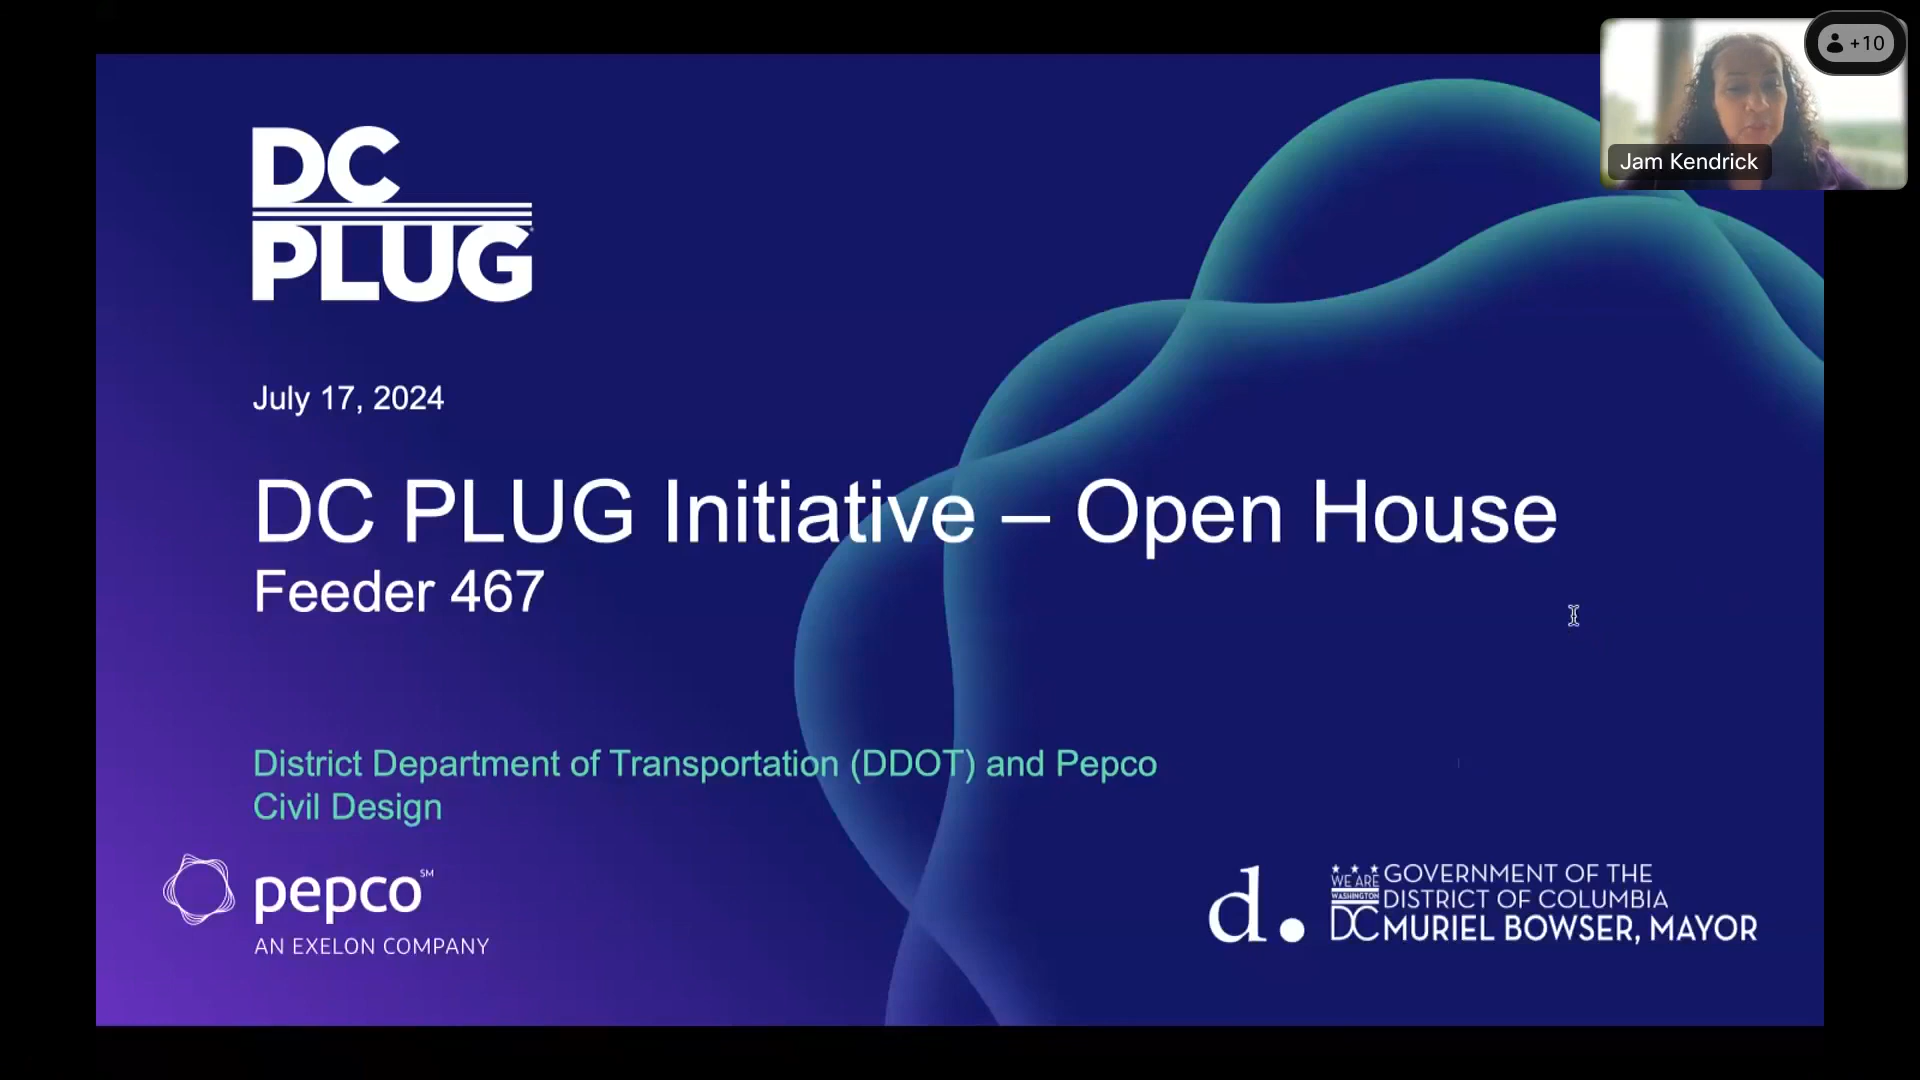 +10
Jam Kendrick
DC
PLUG
July 17, 2024
DC PLUG Initiative – Open House
Feeder 467
District Department of Transportation (DDOT) and Pepco
Civil Design
pepco℠
AN EXELON COMPANY
d.
WE ARE
WASHINGTON
DC
GOVERNMENT OF THE
DISTRICT OF COLUMBIA
MURIEL BOWSER, MAYOR